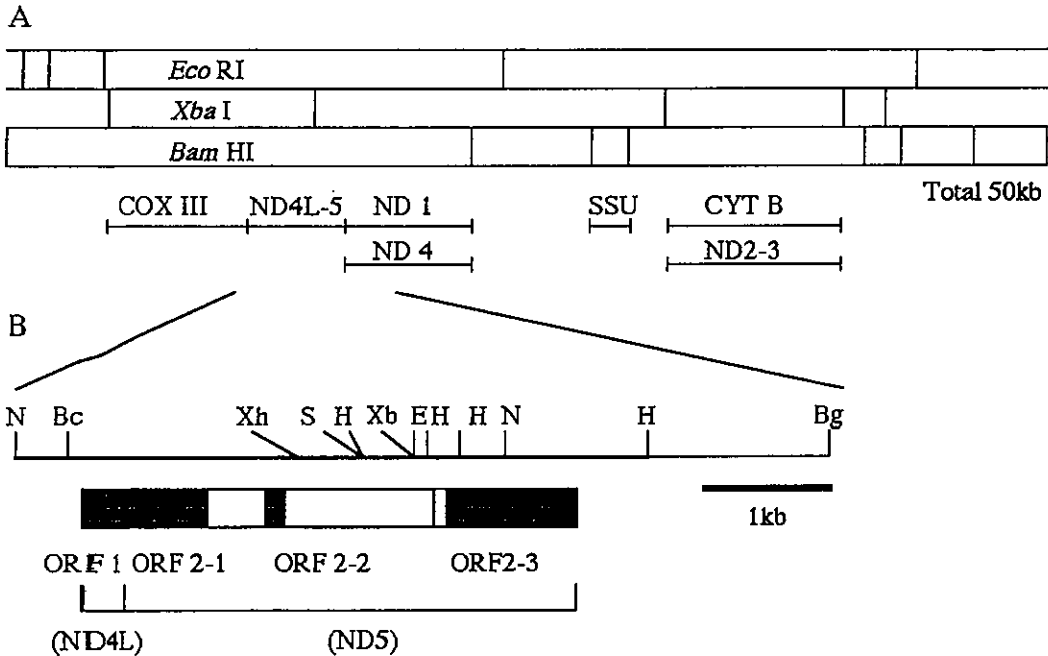 A
Eco RI
Xba I
Bam HI
Total 50kb
COX III ND4L-5 ND 1 SSU CYT B
ND 4 ND2-3
B
N Bc Xh S H Xb E H H N H Bg
1kb
ORF 1 ORF 2-1 ORF 2-2 ORF2-3
(ND4L) (ND5)